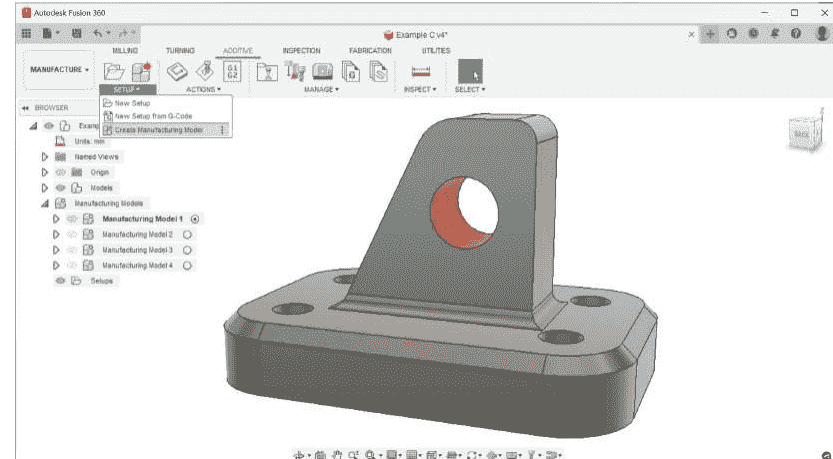 Autodesk Fusion 360
Example C v4*
MILLING TURNING ADDITIVE INSPECTION FABRICATION UTILITIES
MANUFACTURE
G1
G2
G
S
SETUP ACTIONS MANAGE INSPECT SELECT
New Setup
New Setup from G-Code
Create Manufacturing Model
BROWSER
Units: mm
Named Views
Origin
Models
Manufacturing Models
Manufacturing Model 1
Manufacturing Model 2
Manufacturing Model 3
Manufacturing Model 4
Setups
BACK